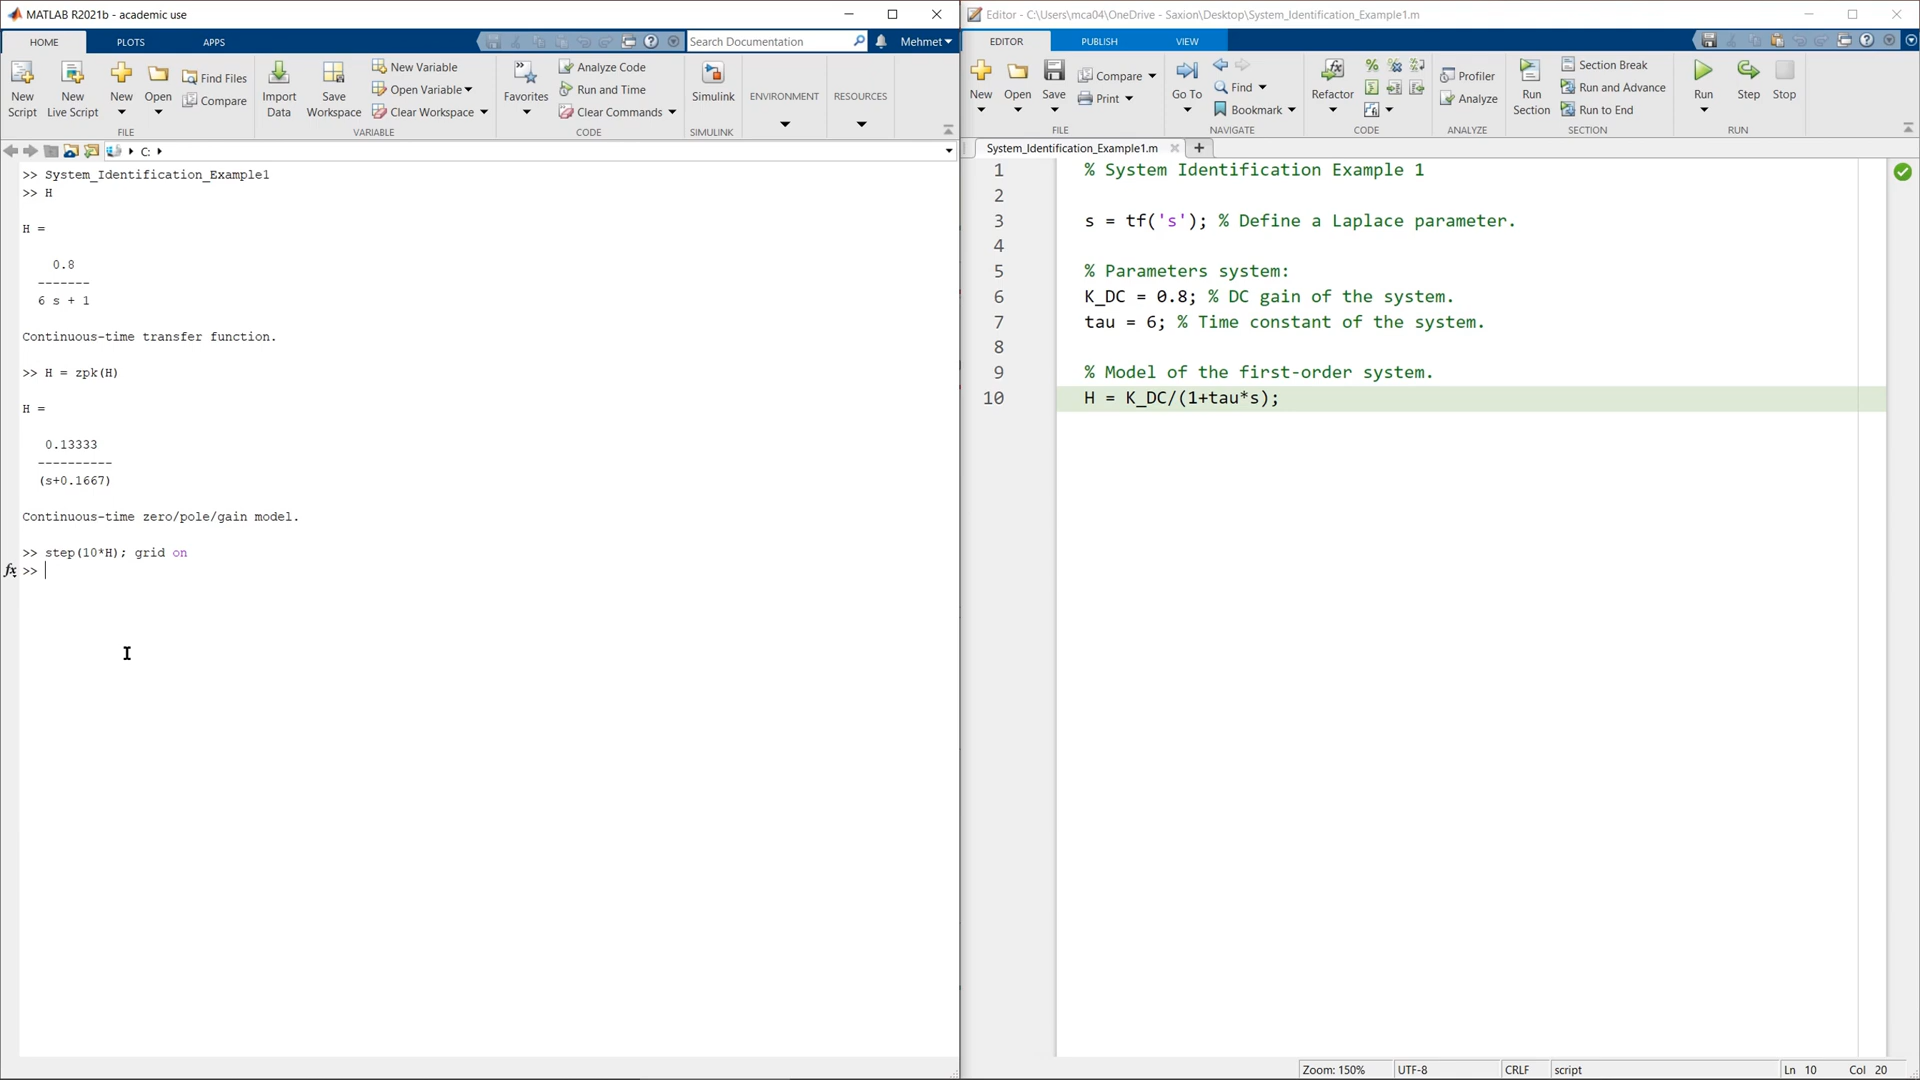 MATLAB R2021b - academic use
HOME PLOTS APPS
Search Documentation
Mehmet
New Script
New Live Script
New
Open
Find Files
Compare
FILE
Import Data
Save Workspace
New Variable
Open Variable
Clear Workspace
VARIABLE
Favorites
Analyze Code
Run and Time
Clear Commands
CODE
Simulink
SIMULINK
ENVIRONMENT
RESOURCES
C:
>> System_Identification_Example1
>> H
H =
0.8
-------
6 s + 1
Continuous-time transfer function.
>> H = zpk(H)
H =
0.13333
----------
(s+0.1667)
Continuous-time zero/pole/gain model.
>> step(10*H); grid on
fx >>
Editor - C:\Users\mca04\OneDrive - Saxion\Desktop\System_Identification_Example1.m
EDITOR PUBLISH VIEW
New
Open
Save
Compare
Print
FILE
Go To
Find
Bookmark
NAVIGATE
Refactor
CODE
Profiler
Analyze
ANALYZE
Run Section
Section Break
Run and Advance
Run to End
SECTION
Run
Step
Stop
RUN
System_Identification_Example1.m
1 % System Identification Example 1
2
3 s = tf('s'); % Define a Laplace parameter.
4
5 % Parameters system:
6 K_DC = 0.8; % DC gain of the system.
7 tau = 6; % Time constant of the system.
8
9 % Model of the first-order system.
10 H = K_DC/(1+tau*s);
Zoom: 150% UTF-8 CRLF script Ln 10 Col 20